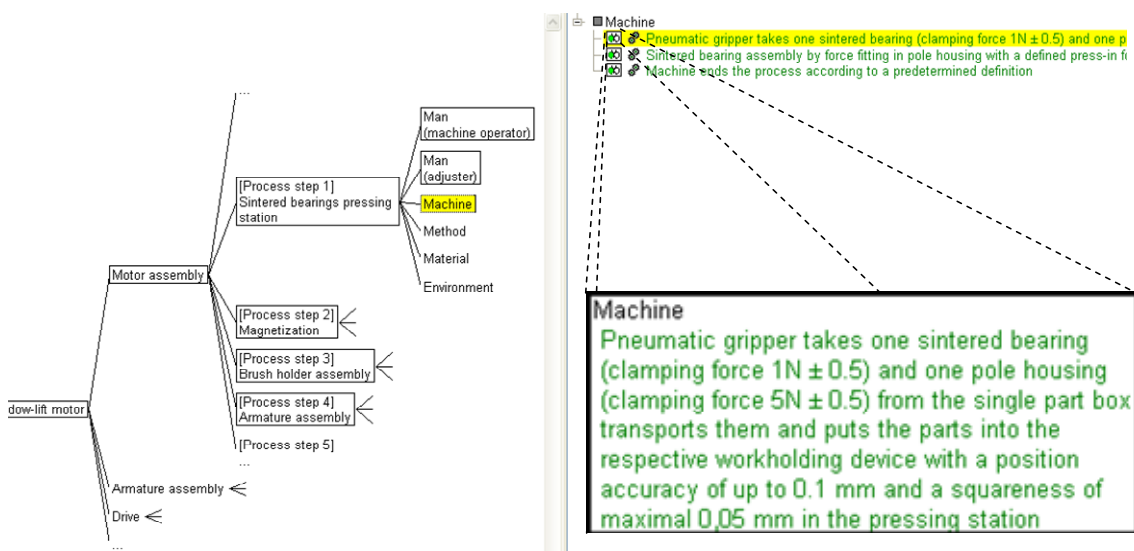 ...
Man
(machine operator)
Man
(adjuster)
[Process step 1]
Sintered bearings pressing
station
Machine
Method
Material
Environment
Motor assembly
[Process step 2]
Magnetization
[Process step 3]
Brush holder assembly
[Process step 4]
Armature assembly
dow-lift motor
[Process step 5]
...
Armature assembly
Drive
...
Machine
Pneumatic gripper takes one sintered bearing (clamping force 1N ± 0.5) and one p
Sintered bearing assembly by force fitting in pole housing with a defined press-in fo
Machine ends the process according to a predetermined definition
Machine
Pneumatic gripper takes one sintered bearing
(clamping force 1N ± 0.5) and one pole housing
(clamping force 5N ± 0.5) from the single part box
transports them and puts the parts into the
respective workholding device with a position
accuracy of up to 0.1 mm and a squareness of
maximal 0,05 mm in the pressing station